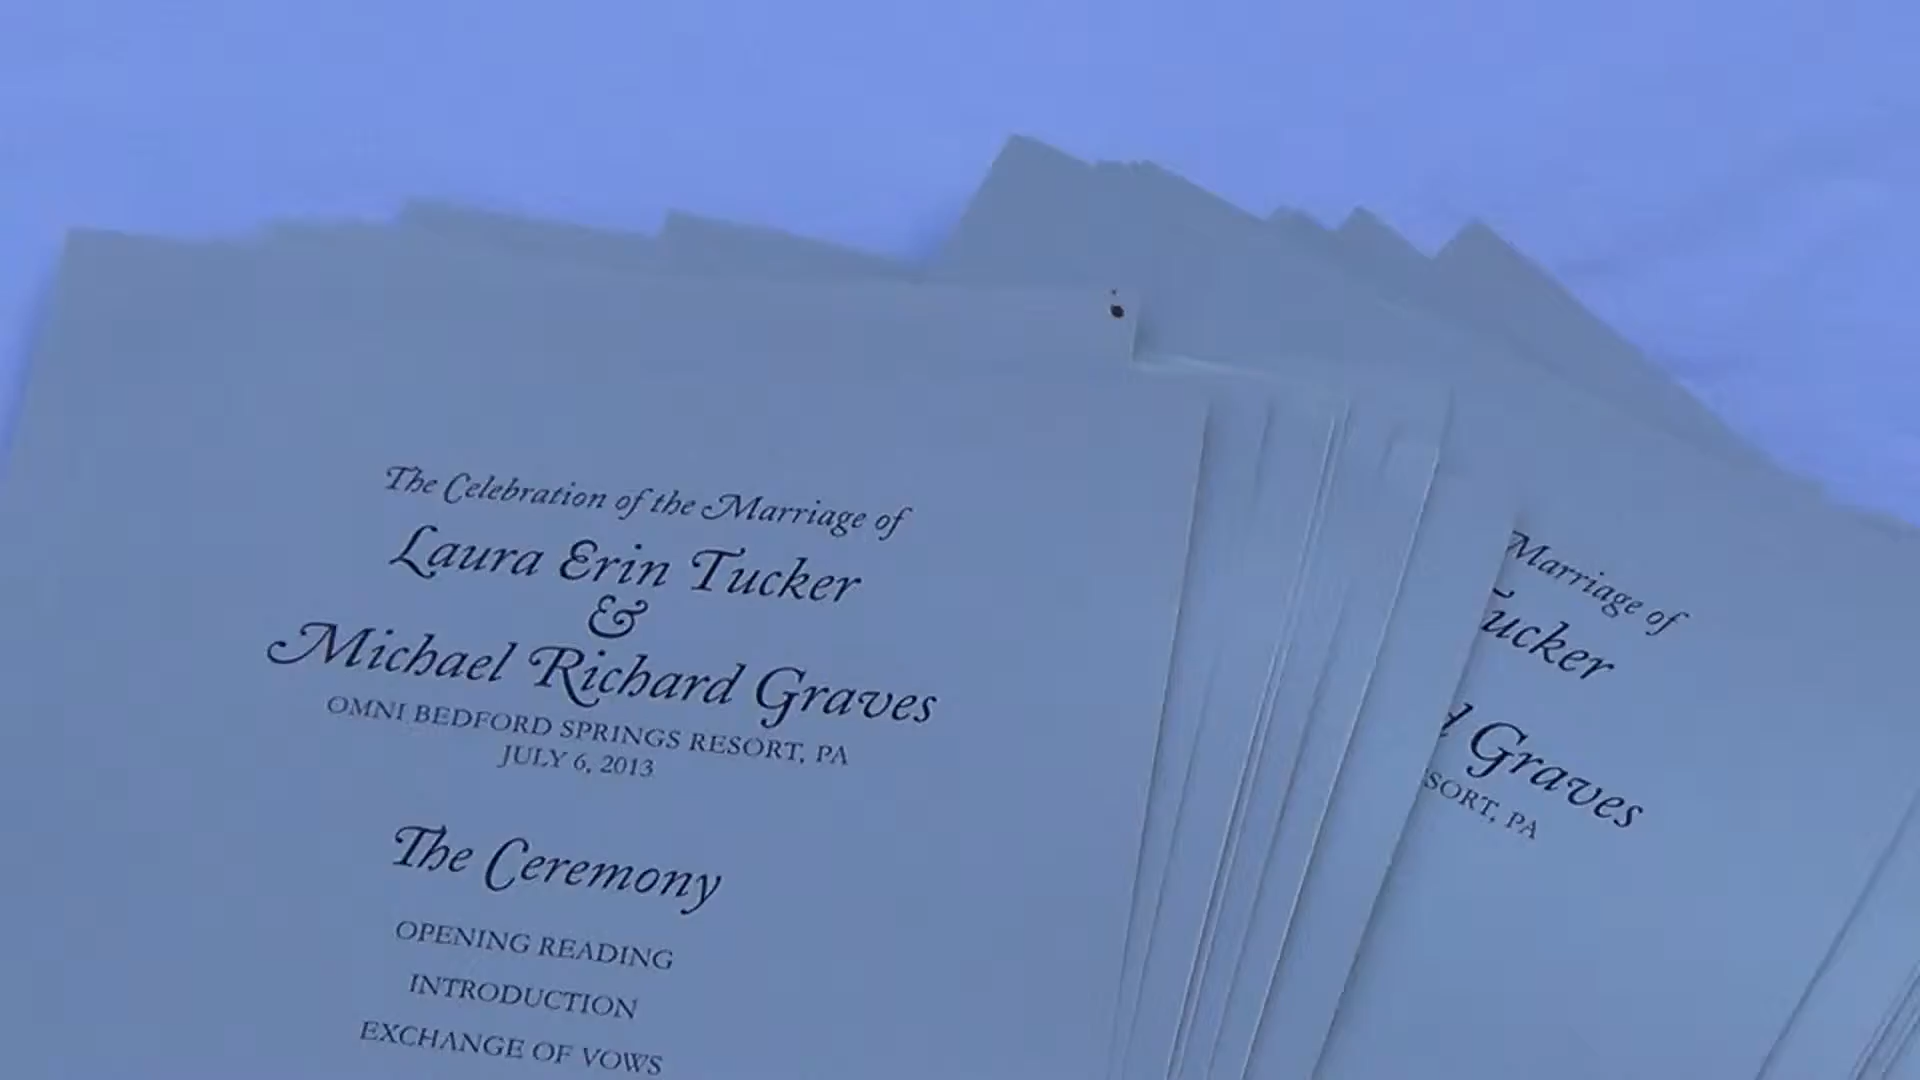 The Celebration of the Marriage of
Laura Erin Tucker
&
Michael Richard Graves
OMNI BEDFORD SPRINGS RESORT, PA
JULY 6, 2013
The Ceremony
OPENING READING
INTRODUCTION
EXCHANGE OF VOWS
Marriage of
ucker
d Graves
SORT, PA